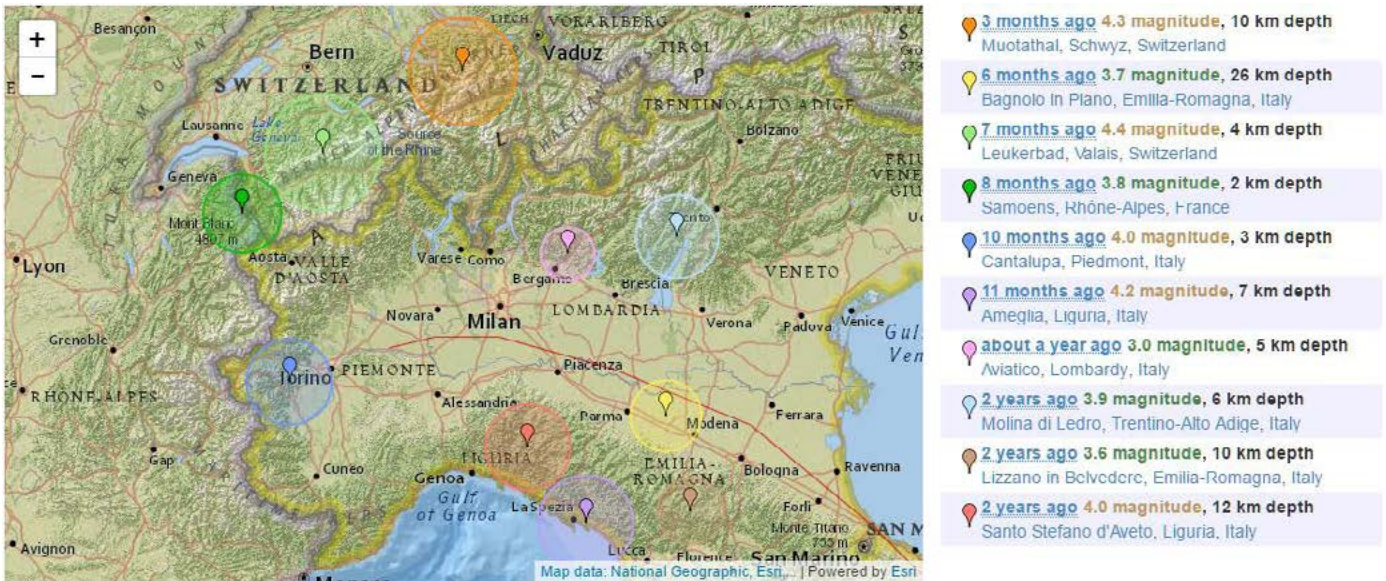 +
−
Besançon
Bern
LIECH.
VORARLBERG
Vaduz
TIROL
SWITZERLAND
TRENTINO-ALTO ADIGE
Lausanne
Lake
Geneva
Source
of the Rhine
Bolzano
Geneva
Mont Blanc
4807 m
Aosta
VALLE
D'AOSTA
Varese
Como
Bergamo
Brescia
VENETO
Lyon
LOMBARDIA
Novara
Milan
Verona
Padova
Venice
Grenoble
Torino
PIEMONTE
Piacenza
RHÔNE-ALPES
Alessandria
Parma
Modena
Ferrara
Gap
Cuneo
LIGURIA
Genoa
EMILIA-
ROMAGNA
Bologna
Ravenna
Gulf
of Genoa
La Spezia
Forli
Monte Titano
755 m
SAN M
Avignon
Lucca
Florence
San Marino
Map data: National Geographic, Esri,... | Powered by Esri
3 months ago 4.3 magnitude, 10 km depth
Muotathal, Schwyz, Switzerland
6 months ago 3.7 magnitude, 26 km depth
Bagnolo in Piano, Emilia-Romagna, Italy
7 months ago 4.4 magnitude, 4 km depth
Leukerbad, Valais, Switzerland
8 months ago 3.8 magnitude, 2 km depth
Samoens, Rhône-Alpes, France
10 months ago 4.0 magnitude, 3 km depth
Cantalupa, Piedmont, Italy
11 months ago 4.2 magnitude, 7 km depth
Ameglia, Liguria, Italy
about a year ago 3.0 magnitude, 5 km depth
Aviatico, Lombardy, Italy
2 years ago 3.9 magnitude, 6 km depth
Molina di Ledro, Trentino-Alto Adige, Italy
2 years ago 3.6 magnitude, 10 km depth
Lizzano in Belvedere, Emilia-Romagna, Italy
2 years ago 4.0 magnitude, 12 km depth
Santo Stefano d'Aveto, Liguria, Italy